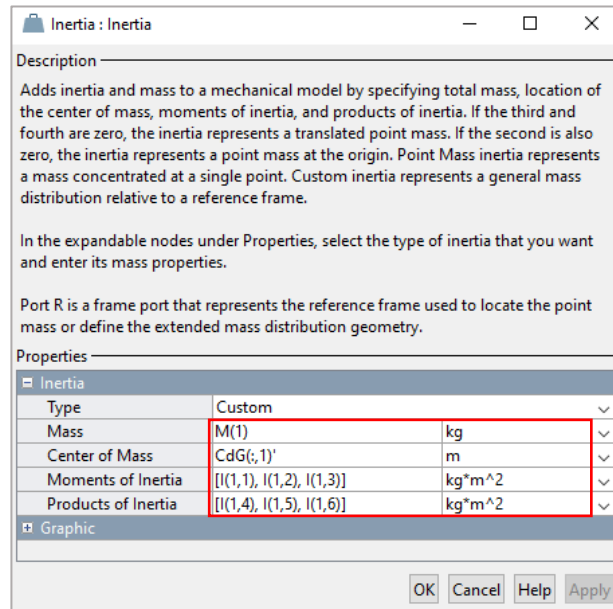 Inertia : Inertia
Description
Adds inertia and mass to a mechanical model by specifying total mass, location of
the center of mass, moments of inertia, and products of inertia. If the third and
fourth are zero, the inertia represents a translated point mass. If the second is also
zero, the inertia represents a point mass at the origin. Point Mass inertia represents
a mass concentrated at a single point. Custom inertia represents a general mass
distribution relative to a reference frame.
In the expandable nodes under Properties, select the type of inertia that you want
and enter its mass properties.
Port R is a frame port that represents the reference frame used to locate the point
mass or define the extended mass distribution geometry.
Properties
Inertia
Type Custom
Mass M(1) kg
Center of Mass CdG(:,1)' m
Moments of Inertia [I(1,1), I(1,2), I(1,3)] kg*m^2
Products of Inertia [I(1,4), I(1,5), I(1,6)] kg*m^2
Graphic
OK Cancel Help Apply